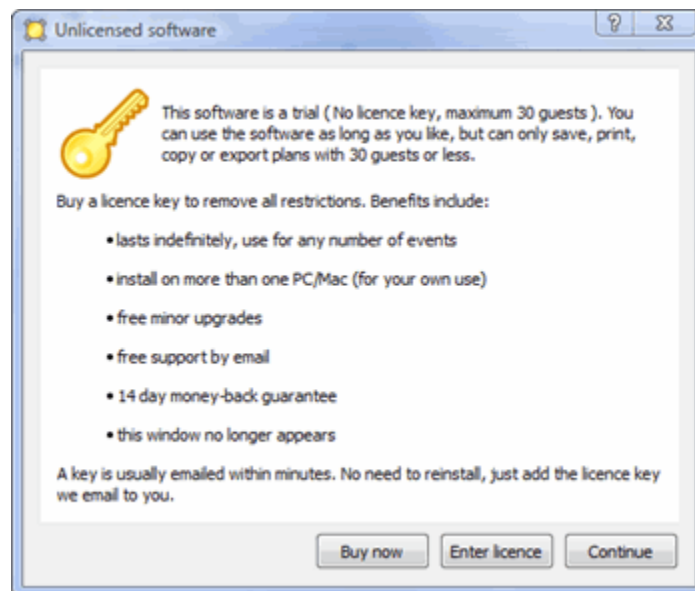 Unlicensed software
This software is a trial ( No licence key, maximum 30 guests ). You
can use the software as long as you like, but can only save, print,
copy or export plans with 30 guests or less.
Buy a licence key to remove all restrictions. Benefits include:
• lasts indefinitely, use for any number of events
• install on more than one PC/Mac (for your own use)
• free minor upgrades
• free support by email
• 14 day money-back guarantee
• this window no longer appears
A key is usually emailed within minutes. No need to reinstall, just add the licence key
we email to you.
Buy now Enter licence Continue